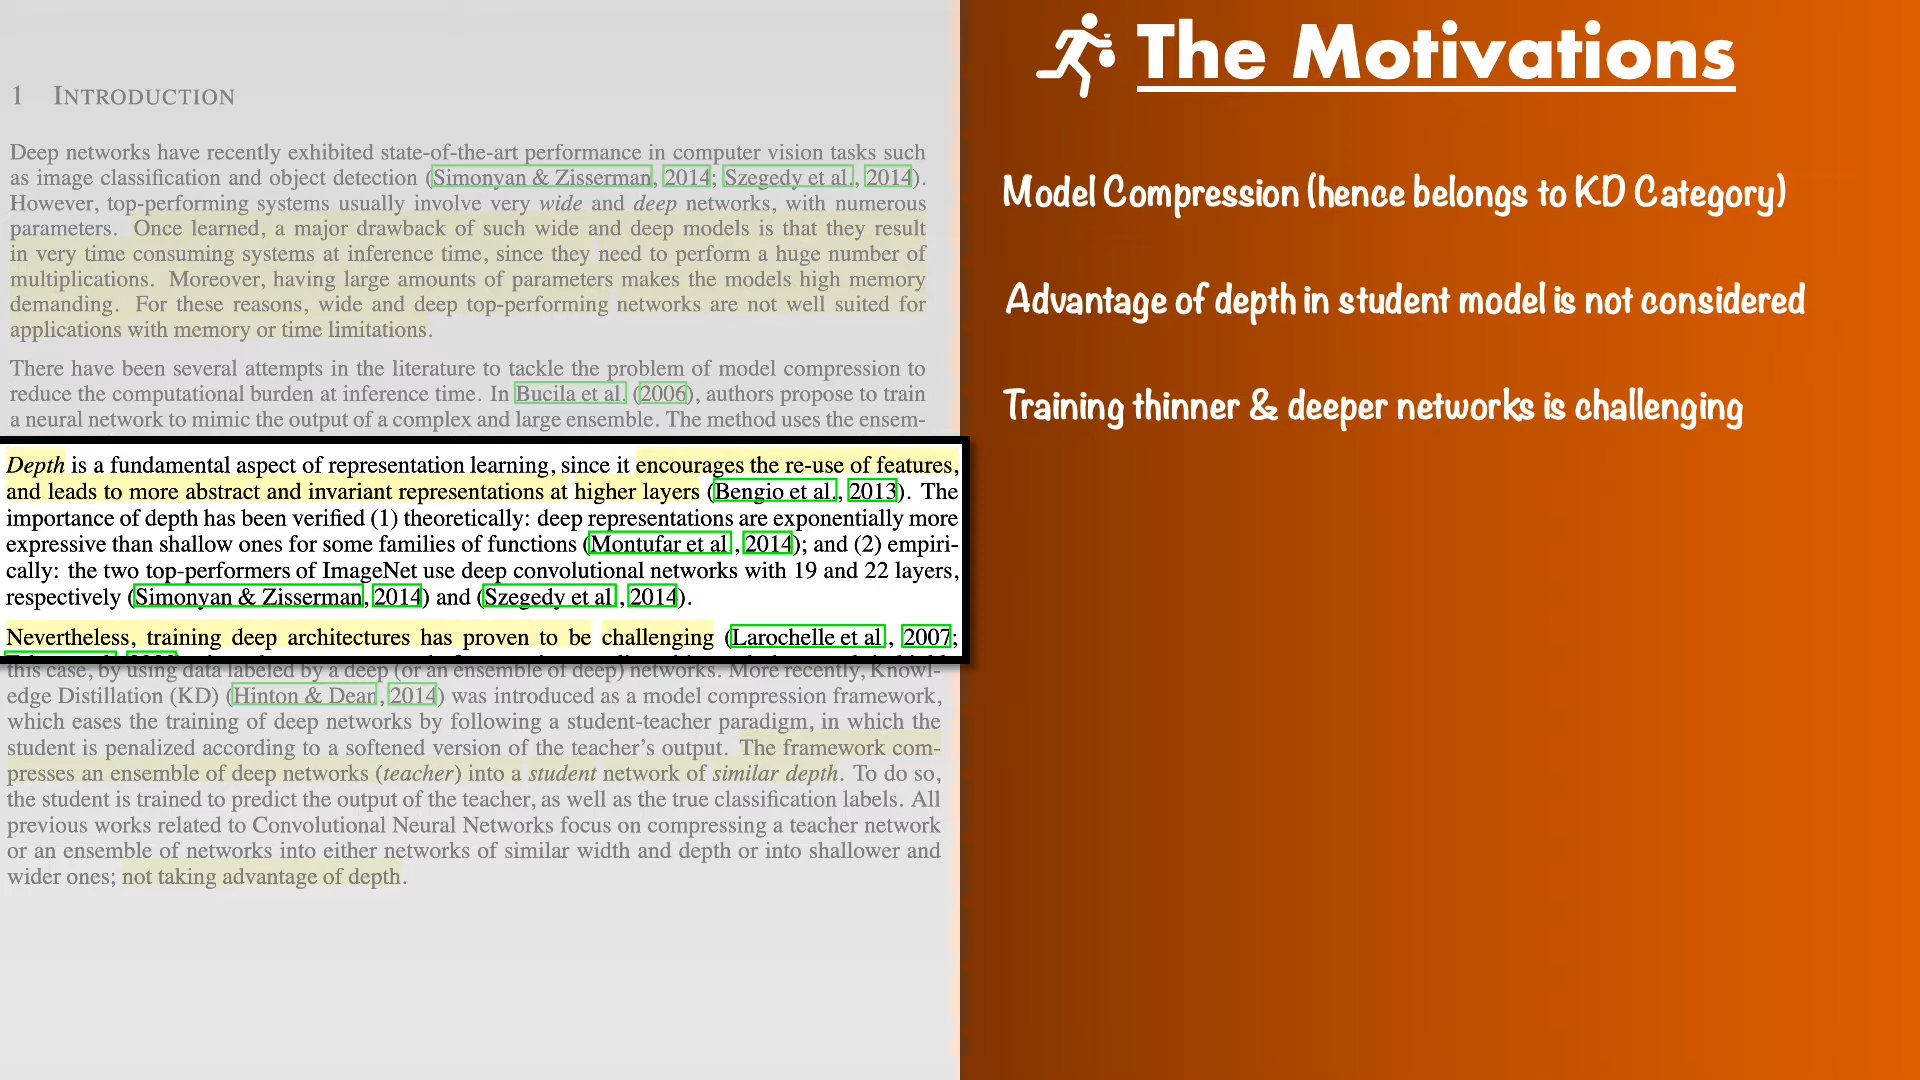 1 INTRODUCTION
Deep networks have recently exhibited state-of-the-art performance in computer vision tasks such
as image classification and object detection (Simonyan & Zisserman, 2014; Szegedy et al., 2014).
However, top-performing systems usually involve very wide and deep networks, with numerous
parameters. Once learned, a major drawback of such wide and deep models is that they result
in very time consuming systems at inference time, since they need to perform a huge number of
multiplications. Moreover, having large amounts of parameters makes the models high memory
demanding. For these reasons, wide and deep top-performing networks are not well suited for
applications with memory or time limitations.
There have been several attempts in the literature to tackle the problem of model compression to
reduce the computational burden at inference time. In Bucila et al. (2006), authors propose to train
a neural network to mimic the output of a complex and large ensemble. The method uses the ensem-
Depth is a fundamental aspect of representation learning, since it encourages the re-use of features,
and leads to more abstract and invariant representations at higher layers (Bengio et al., 2013). The
importance of depth has been verified (1) theoretically: deep representations are exponentially more
expressive than shallow ones for some families of functions (Montufar et al., 2014); and (2) empiri-
cally: the two top-performers of ImageNet use deep convolutional networks with 19 and 22 layers,
respectively (Simonyan & Zisserman, 2014) and (Szegedy et al., 2014).
Nevertheless, training deep architectures has proven to be challenging (Larochelle et al., 2007;
this case, by using data labeled by a deep (or an ensemble of deep) networks. More recently, Knowl-
edge Distillation (KD) (Hinton & Dean, 2014) was introduced as a model compression framework,
which eases the training of deep networks by following a student-teacher paradigm, in which the
student is penalized according to a softened version of the teacher's output. The framework com-
presses an ensemble of deep networks (teacher) into a student network of similar depth. To do so,
the student is trained to predict the output of the teacher, as well as the true classification labels. All
previous works related to Convolutional Neural Networks focus on compressing a teacher network
or an ensemble of networks into either networks of similar width and depth or into shallower and
wider ones; not taking advantage of depth.
The Motivations
Model Compression (hence belongs to KD Category)
Advantage of depth in student model is not considered
Training thinner & deeper networks is challenging